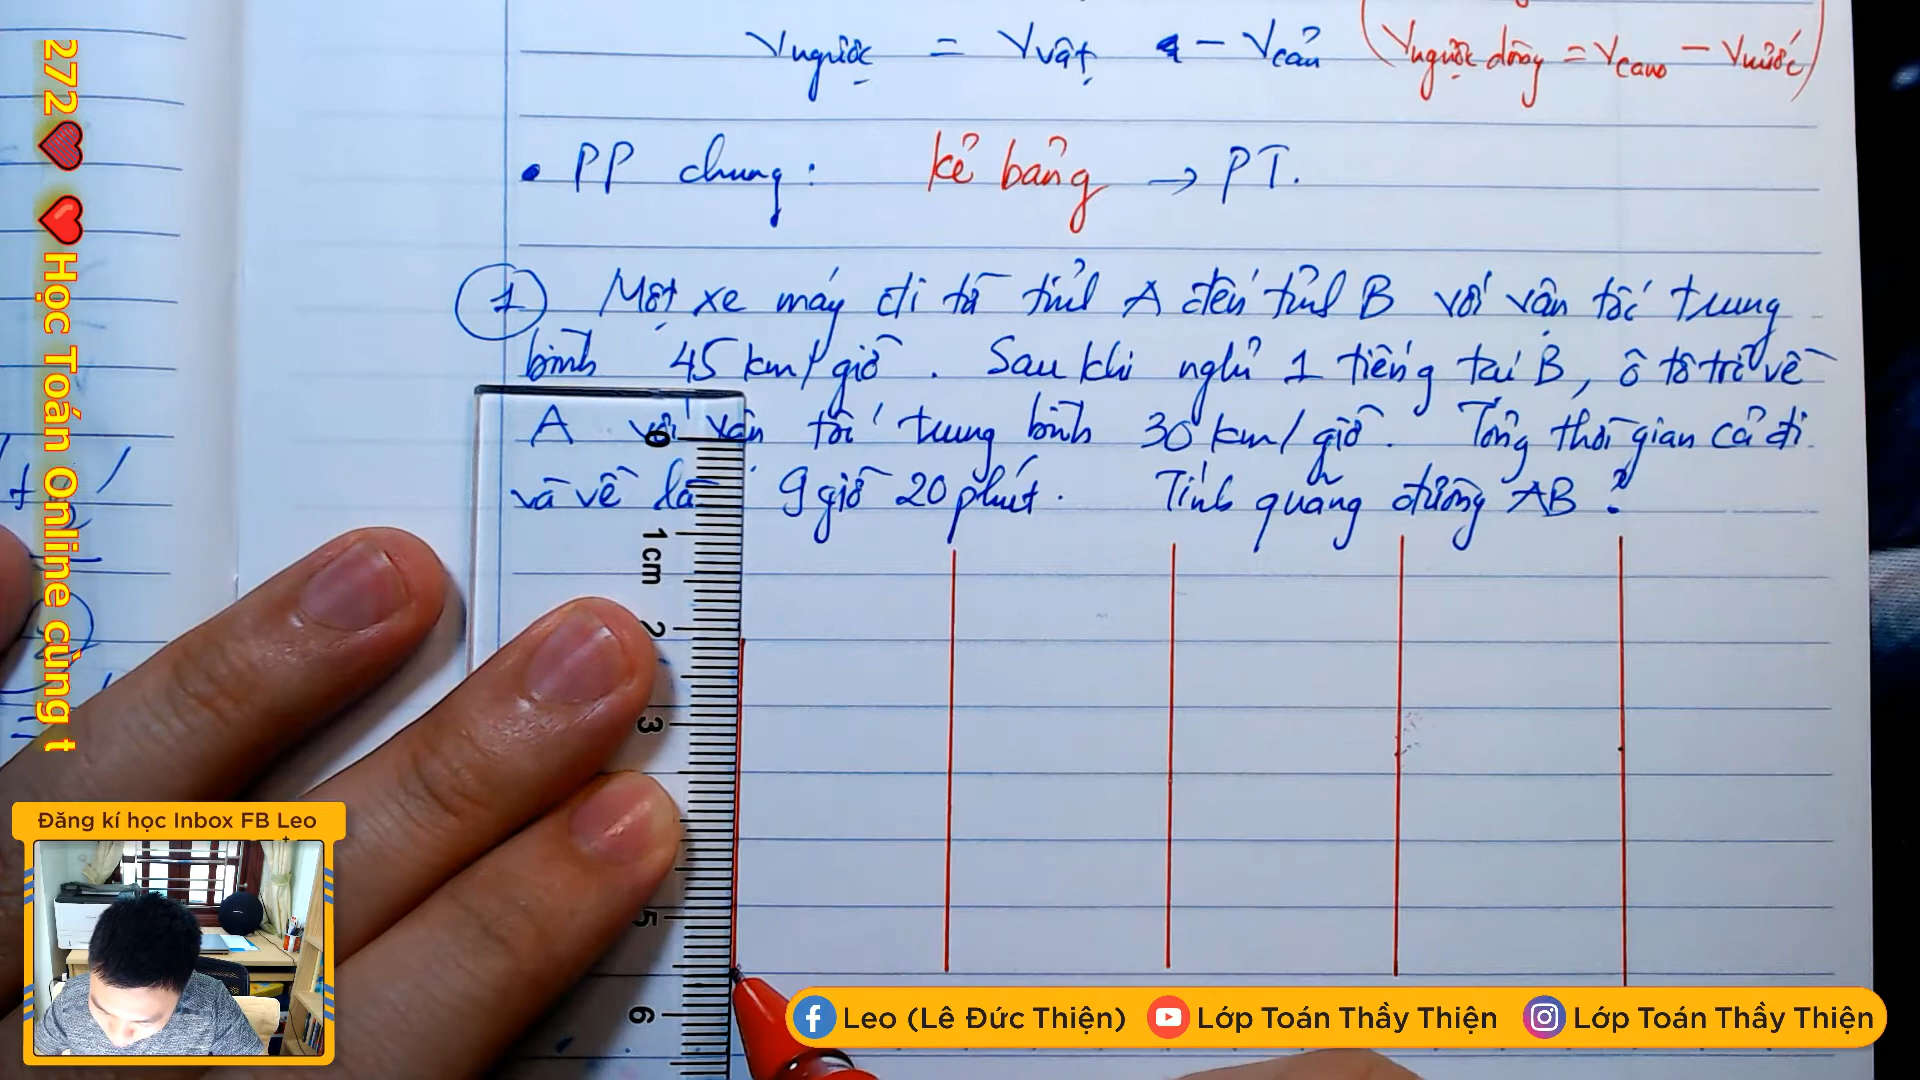 Vngược = Vvật - Vcản (Vngược dòng = Vcano - Vnước)
• PP chung: kẻ bảng → PT.
1 Một xe máy đi từ tỉnh A đến tỉnh B với vận tốc trung
bình 45 km/giờ. Sau khi nghỉ 1 tiếng tại B, ô tô trở về
A với vận tốc trung bình 30 km/giờ. Tổng thời gian cả đi
và về là 9 giờ 20 phút. Tính quãng đường AB?
0
1 cm
2
3
5
6
272❤️ ❤️Học Toán Online cùng t
Đăng kí học Inbox FB Leo
Leo (Lê Đức Thiện) Lớp Toán Thầy Thiện Lớp Toán Thầy Thiện